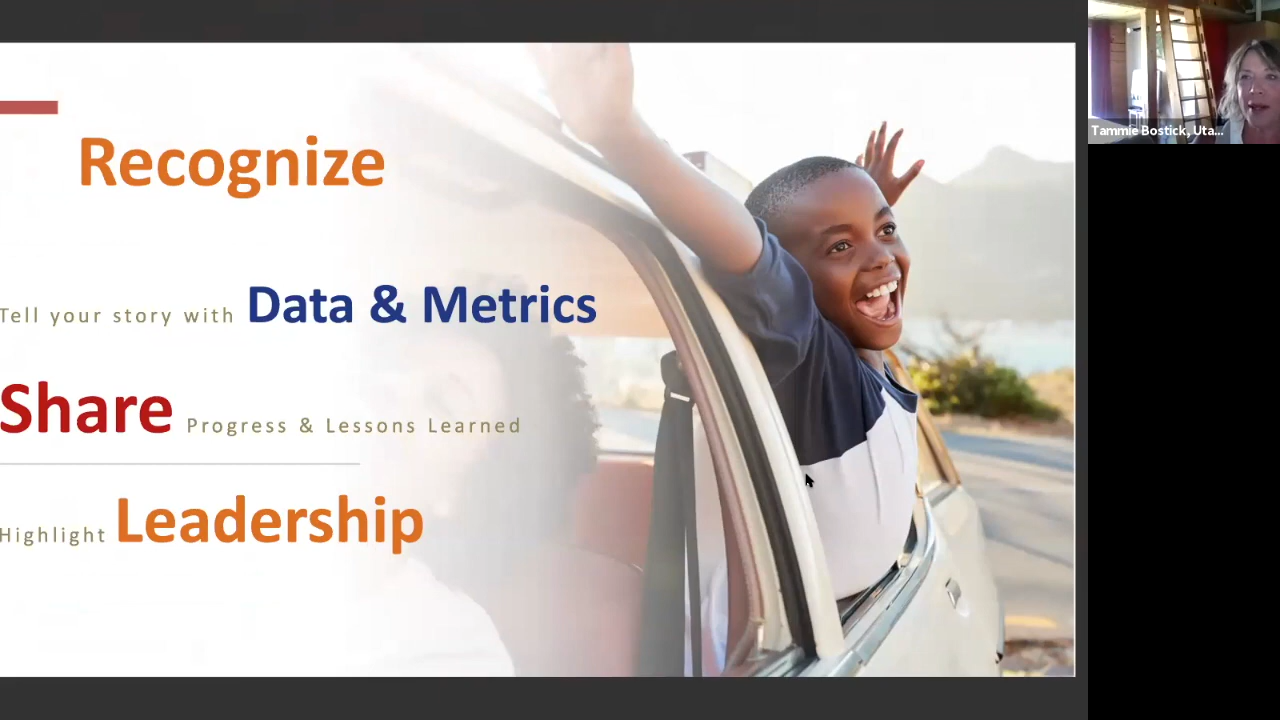 Recognize
Tell your story with Data & Metrics
Share Progress & Lessons Learned
Highlight Leadership
Tammie Bostick, Uta...